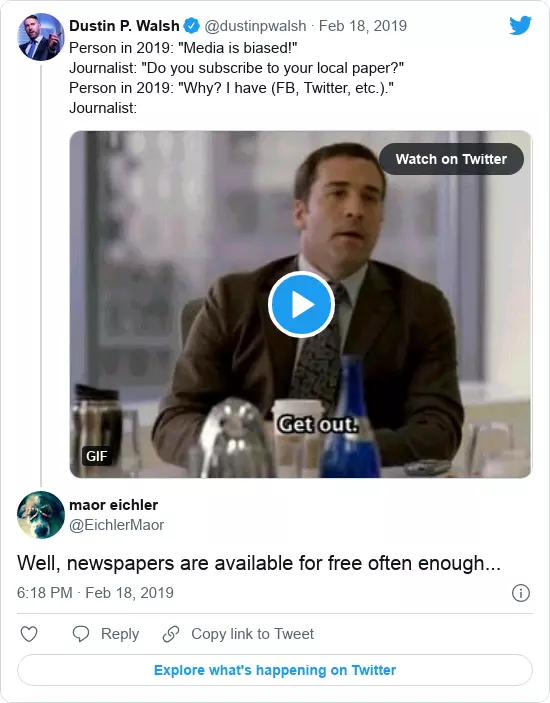 Dustin P. Walsh @dustinpwalsh · Feb 18, 2019
Person in 2019: "Media is biased!"
Journalist: "Do you subscribe to your local paper?"
Person in 2019: "Why? I have (FB, Twitter, etc.)."
Journalist:
Watch on Twitter
Get out.
GIF
maor eichler
@EichlerMaor
Well, newspapers are available for free often enough...
6:18 PM · Feb 18, 2019
Reply
Copy link to Tweet
Explore what's happening on Twitter